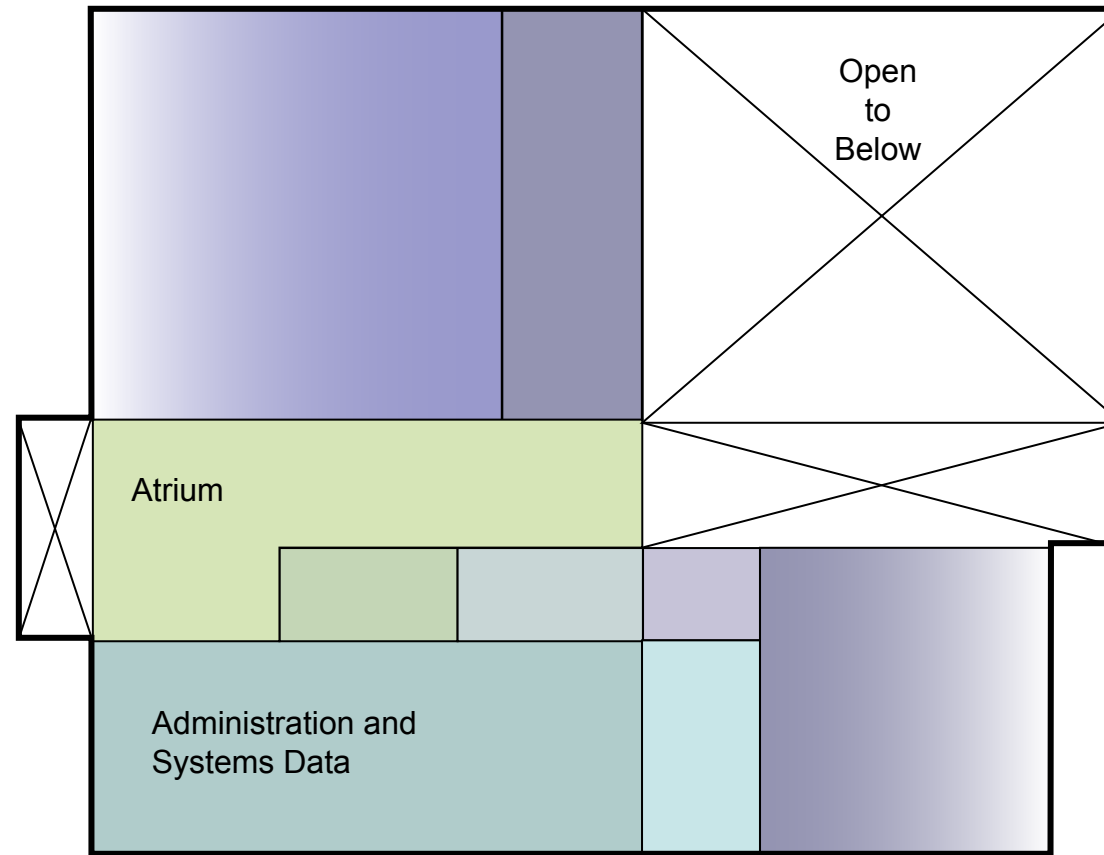 Open
to
Below
Atrium
Administration and
Systems Data